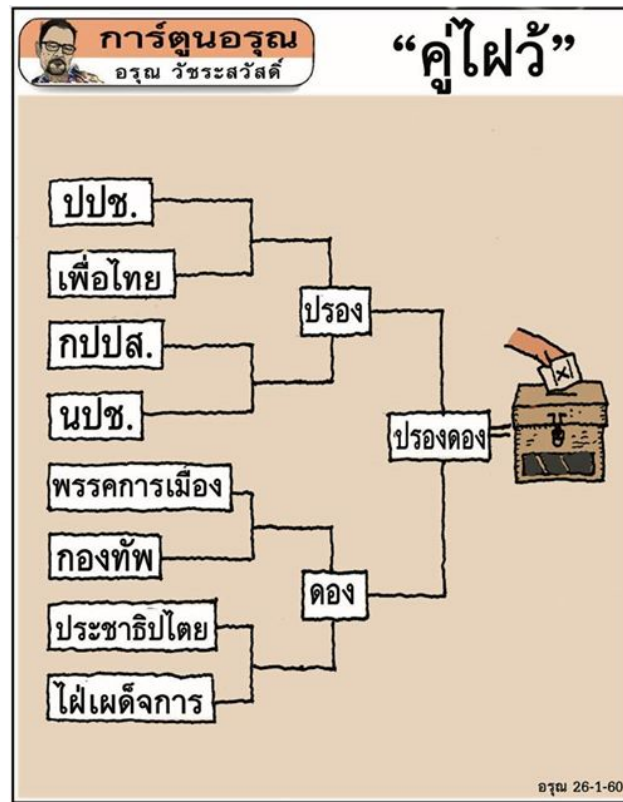 การ์ตูนอรุณ
อรุณ วัชระสวัสดิ์
“คู่ไฝว้”
ปปช.
เพื่อไทย
กปปส.
นปช.
พรรคการเมือง
กองทัพ
ประชาธิปไตย
ไฝ่เผด็จการ
ปรอง
ดอง
ปรองดอง
X
อรุณ 26-1-60